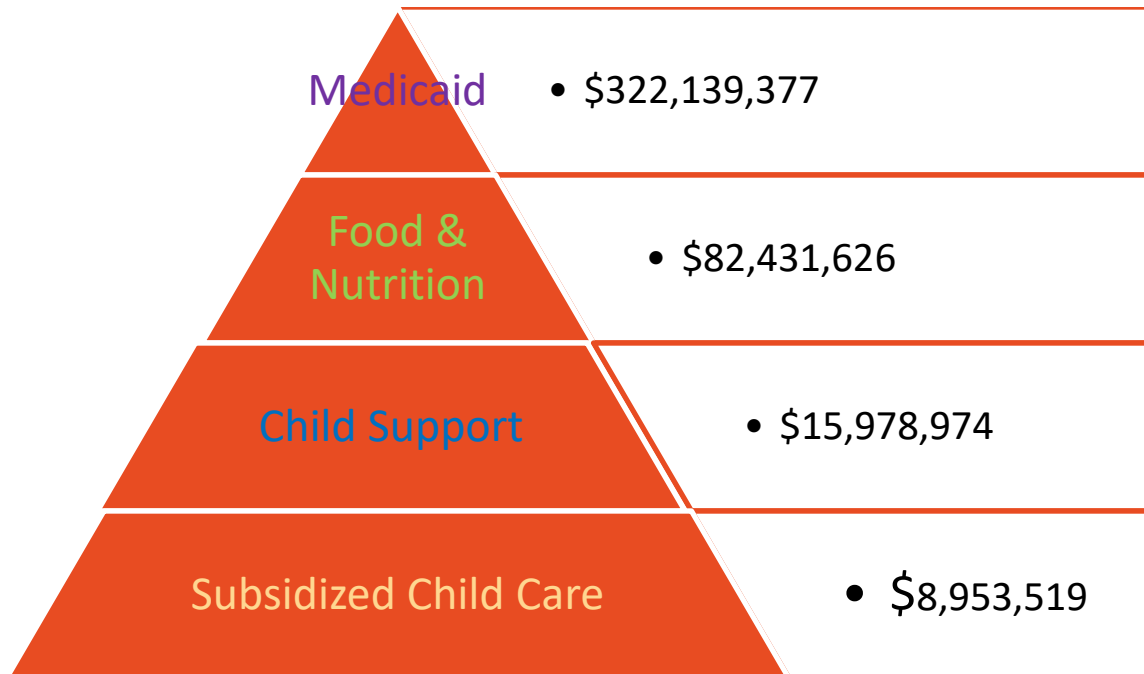 Medicaid
• $322,139,377
Food &
Nutrition
• $82,431,626
Child Support
• $15,978,974
Subsidized Child Care
• $8,953,519